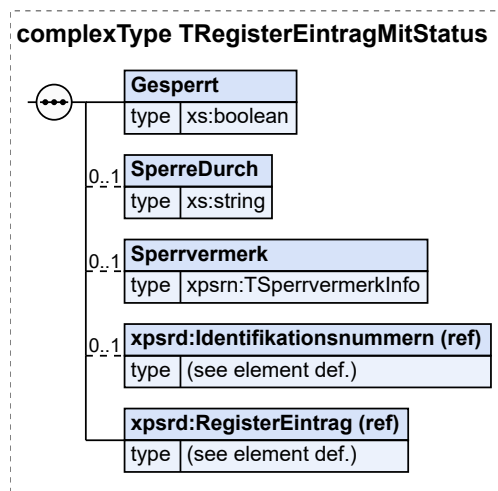 complexType TRegisterEintragMitStatus
Gesperrt
type xs:boolean
0..1
SperreDurch
type xs:string
0..1
Sperrvermerk
type xpsrn:TSperrvermerkInfo
0..1
xpsrd:Identifikationsnummern (ref)
type (see element def.)
xpsrd:RegisterEintrag (ref)
type (see element def.)